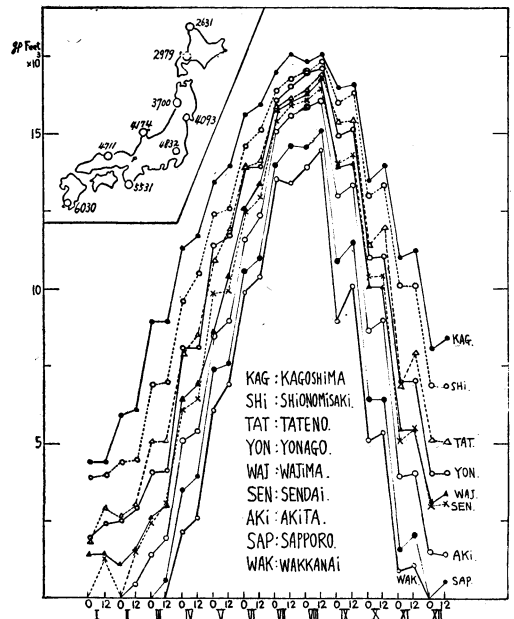 2631
2979
3700
4174
4093
4711
4832
5531
6030
gp Feet
×10³
15
10
5
KAG.
SHi.
TAT.
YON.
WAJ.
SEN.
AKi.
SAP.
WAK
KAG : KAGOSHiMA
SHi : SHiONOMiSAKi.
TAT : TATENO.
YON : YONAGO.
WAJ : WAJiMA.
SEN : SENDAi.
AKi : AKiTA.
SAP : SAPPORO.
WAK : WAKKANAi
0 12 0 12 0 12 0 12 0 12 0 12 0 12 0 12 0 12 0 12 0 12 0 12
I II III IV V VI VII VIII IX X XI XII